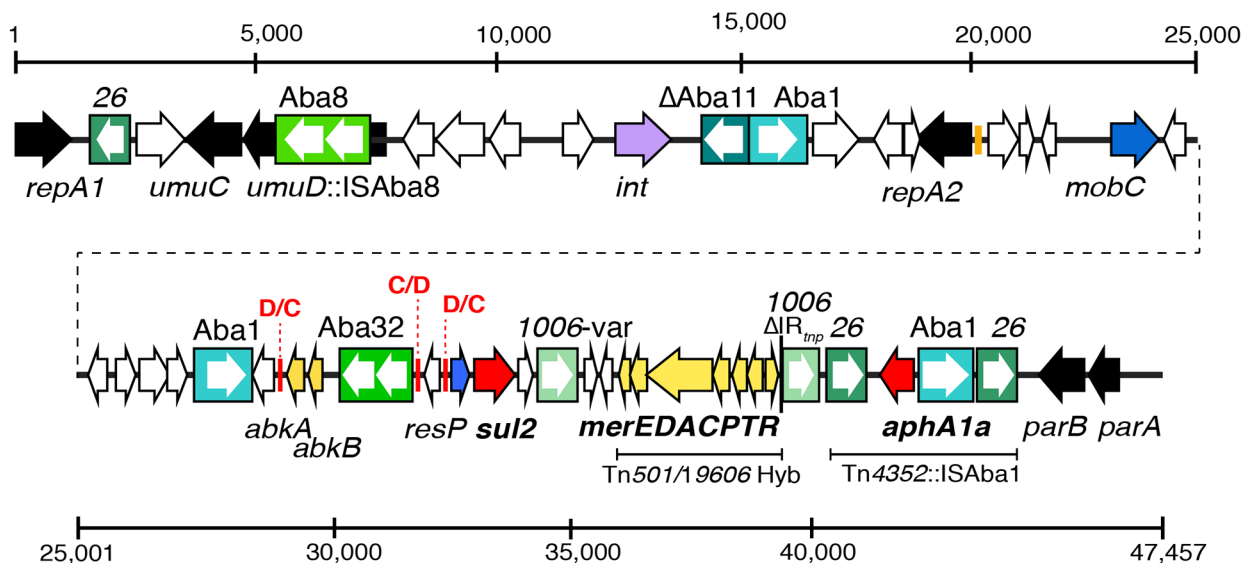 1 5,000 10,000 15,000 20,000 25,000
26 Aba8 ΔAba11 Aba1
repA1 umuC umuD::ISAba8 int repA2 mobC
D/C C/D D/C
Aba1 Aba32 1006-var 1006 ΔIRtnp 26 Aba1 26
abkA abkB resP sul2 merEDACPTR aphA1a parB parA
Tn501/19606 Hyb Tn4352::ISAba1
25,001 30,000 35,000 40,000 47,457